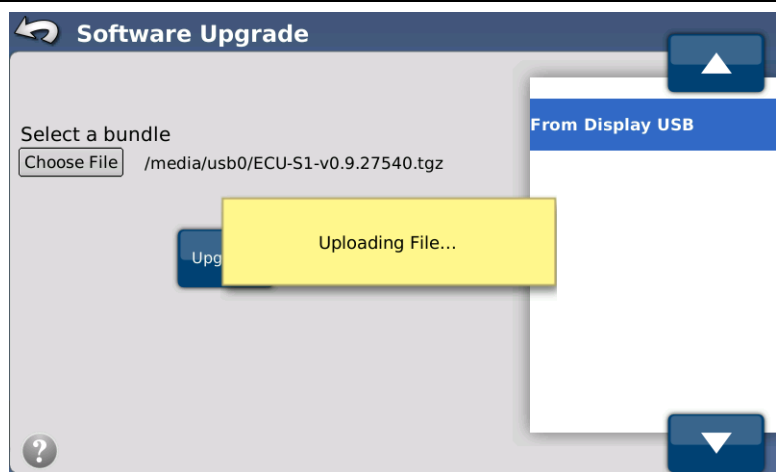 Software Upgrade
From Display USB
Select a bundle
Choose File /media/usb0/ECU-S1-v0.9.27540.tgz
Uploading File...
Upg
?